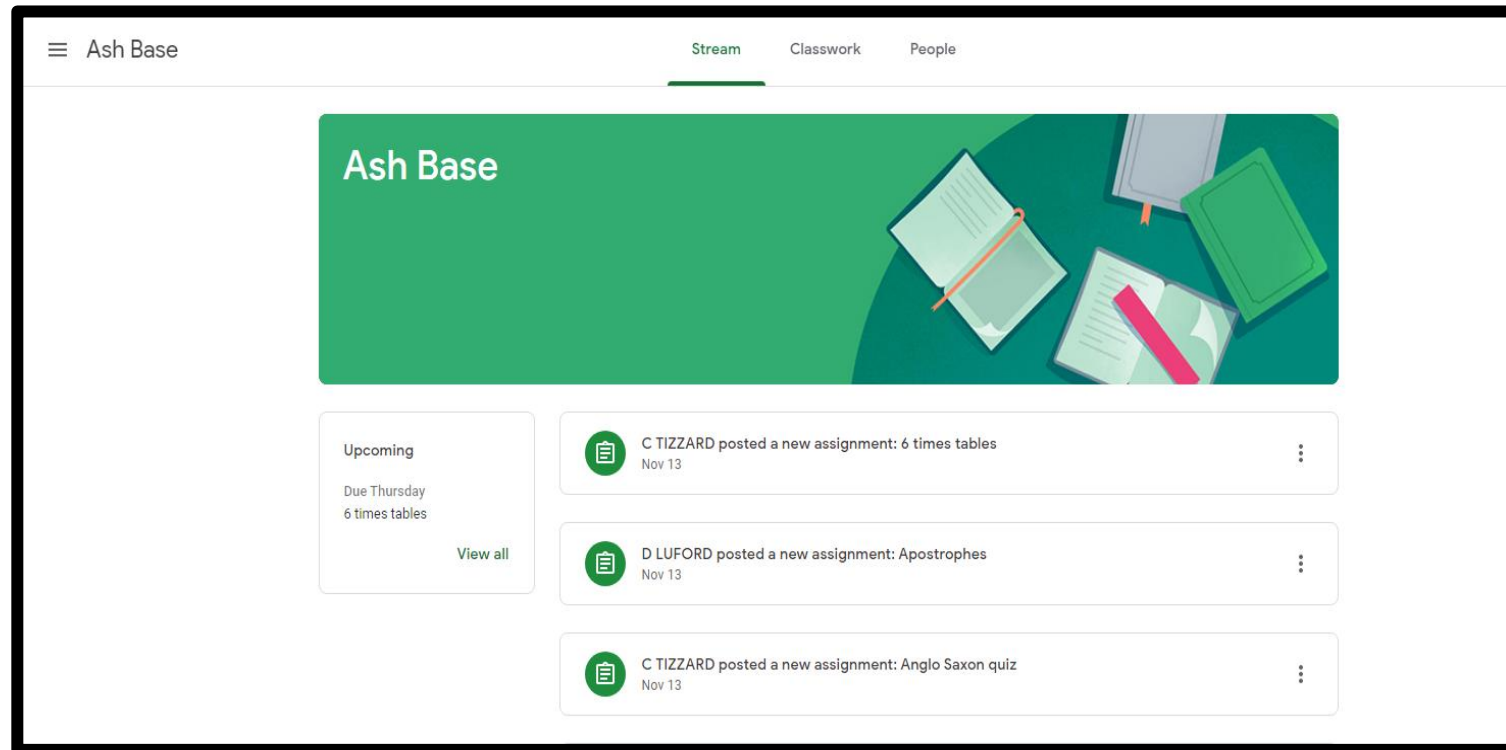 Ash Base
Stream Classwork People
Ash Base
Upcoming
Due Thursday
6 times tables
View all
C TIZZARD posted a new assignment: 6 times tables
Nov 13
D LUFORD posted a new assignment: Apostrophes
Nov 13
C TIZZARD posted a new assignment: Anglo Saxon quiz
Nov 13